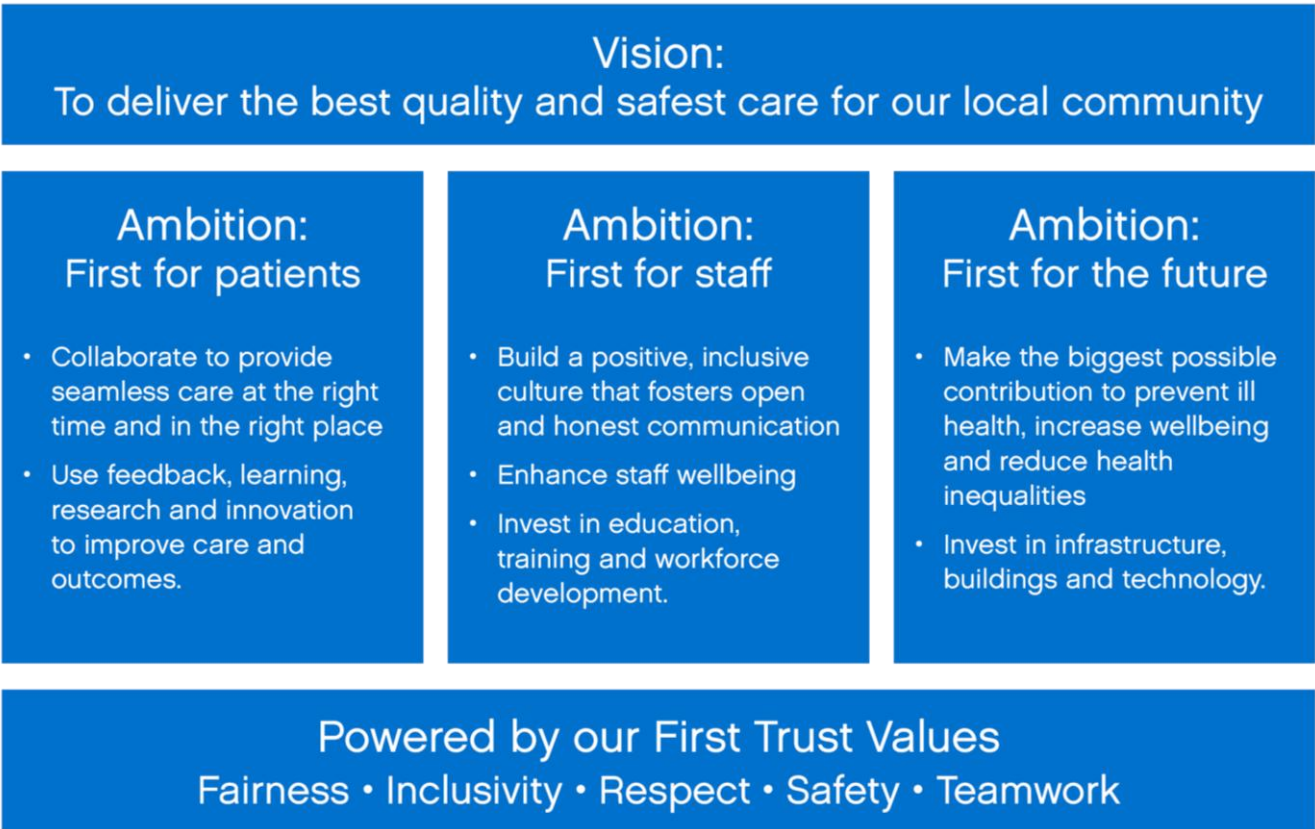 Vision:
To deliver the best quality and safest care for our local community
Ambition:
First for patients
• Collaborate to provide
seamless care at the right
time and in the right place
• Use feedback, learning,
research and innovation
to improve care and
outcomes.
Ambition:
First for staff
• Build a positive, inclusive
culture that fosters open
and honest communication
• Enhance staff wellbeing
• Invest in education,
training and workforce
development.
Ambition:
First for the future
• Make the biggest possible
contribution to prevent ill
health, increase wellbeing
and reduce health
inequalities
• Invest in infrastructure,
buildings and technology.
Powered by our First Trust Values
Fairness • Inclusivity • Respect • Safety • Teamwork